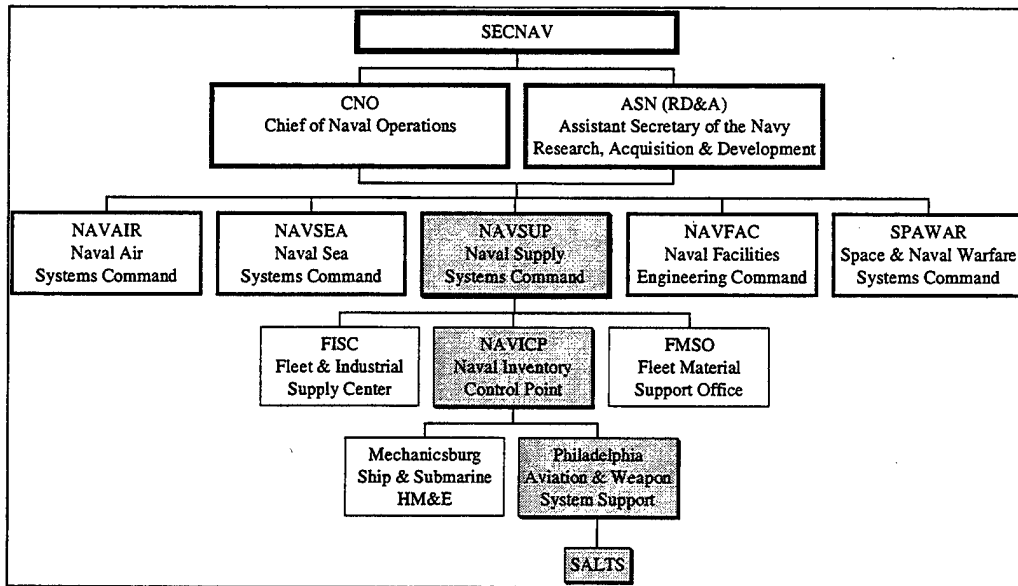 SECNAV
CNO
Chief of Naval Operations
ASN (RD&A)
Assistant Secretary of the Navy
Research, Acquisition & Development
NAVAIR
Naval Air
Systems Command
NAVSEA
Naval Sea
Systems Command
NAVSUP
Naval Supply
Systems Command
NAVFAC
Naval Facilities
Engineering Command
SPAWAR
Space & Naval Warfare
Systems Command
FISC
Fleet & Industrial
Supply Center
NAVICP
Naval Inventory
Control Point
FMSO
Fleet Material
Support Office
Mechanicsburg
Ship & Submarine
HM&E
Philadelphia
Aviation & Weapon
System Support
SALTS